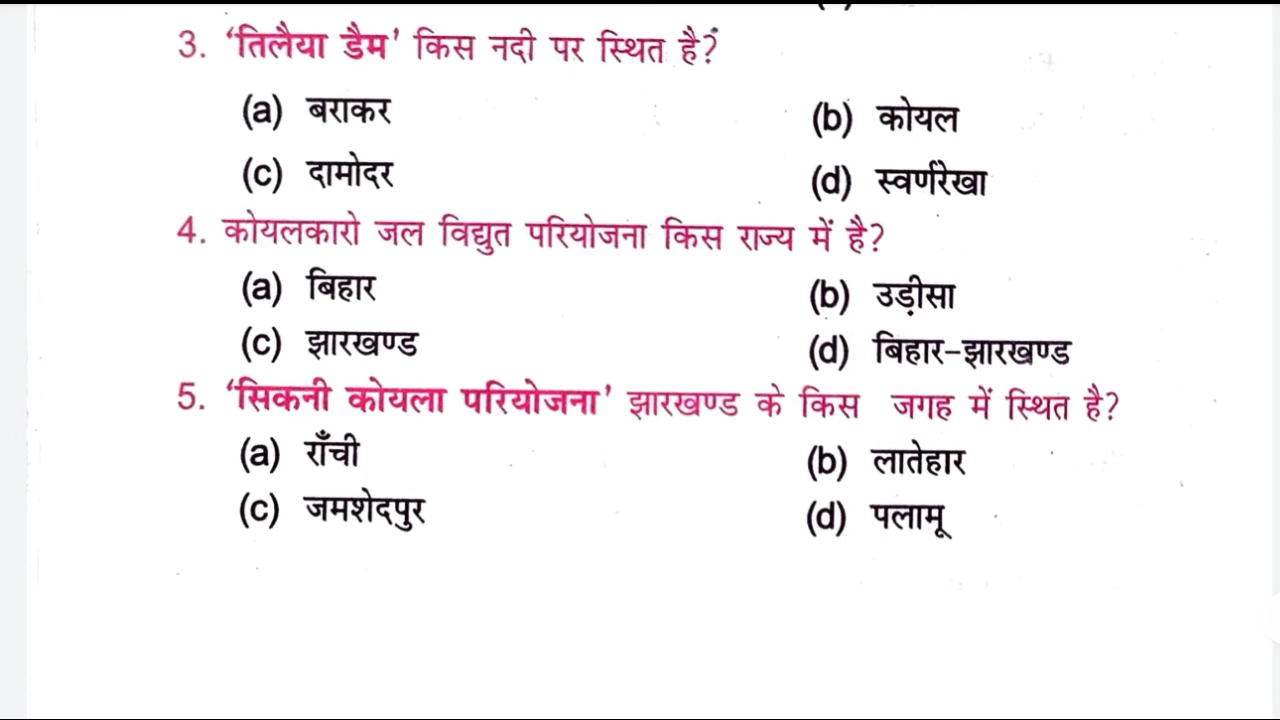 3. ‘तिलैया डैम’ किस नदी पर स्थित है?
(a) बराकर (b) कोयल
(c) दामोदर (d) स्वर्णरेखा
4. कोयलकारो जल विद्युत परियोजना किस राज्य में है?
(a) बिहार (b) उड़ीसा
(c) झारखण्ड (d) बिहार-झारखण्ड
5. ‘सिकनी कोयला परियोजना’ झारखण्ड के किस जगह में स्थित है?
(a) राँची (b) लातेहार
(c) जमशेदपुर (d) पलामू